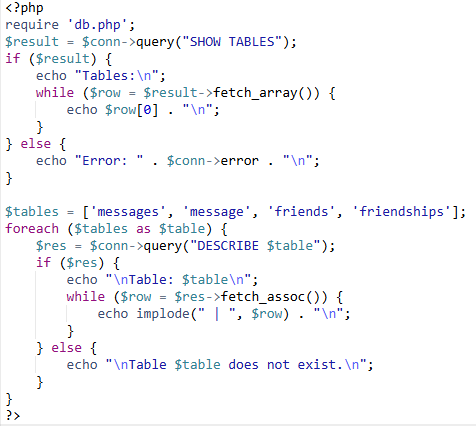 <?php
require 'db.php';
$result = $conn->query("SHOW TABLES");
if ($result) {
    echo "Tables:\n";
    while ($row = $result->fetch_array()) {
        echo $row[0] . "\n";
    }
} else {
    echo "Error: " . $conn->error . "\n";
}

$tables = ['messages', 'message', 'friends', 'friendships'];
foreach ($tables as $table) {
    $res = $conn->query("DESCRIBE $table");
    if ($res) {
        echo "\nTable: $table\n";
        while ($row = $res->fetch_assoc()) {
            echo implode(" | ", $row) . "\n";
        }
    } else {
        echo "\nTable $table does not exist.\n";
    }
}
?>